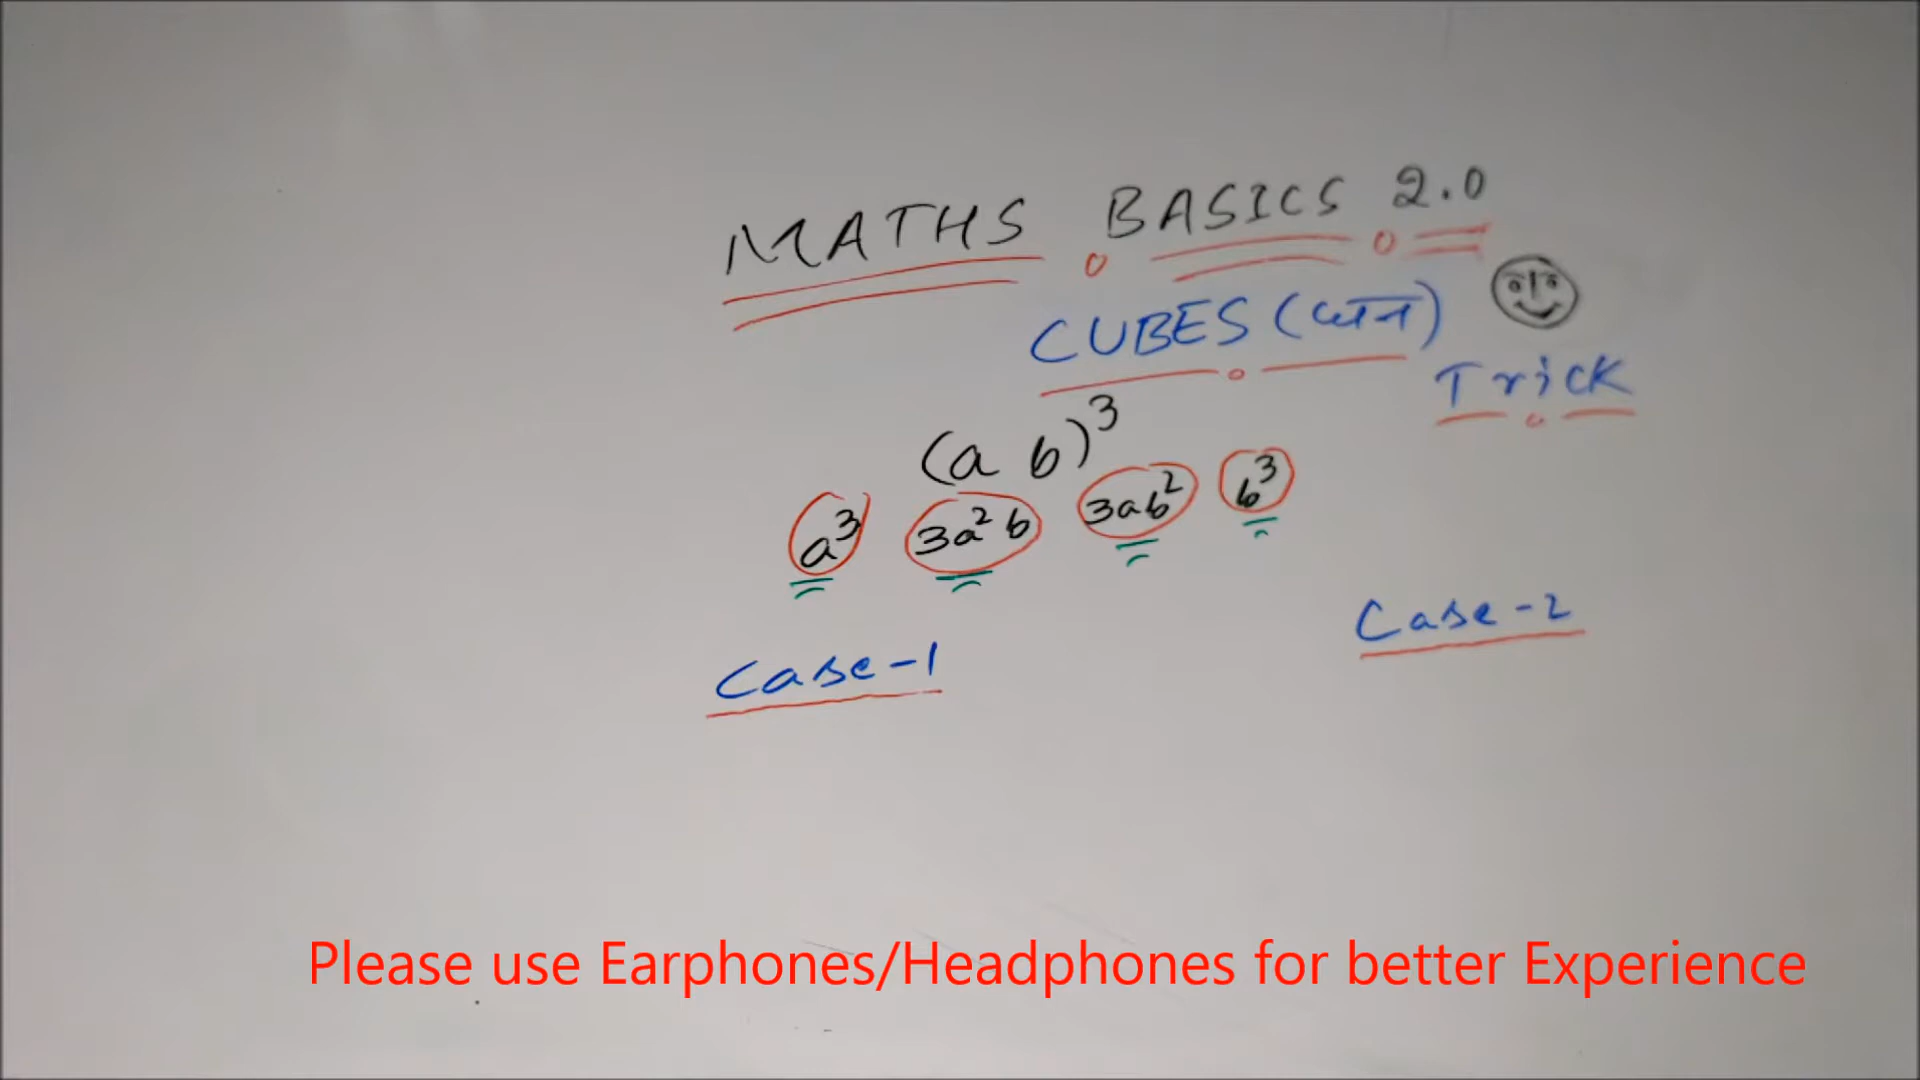 MATHS BASICS 2.0
CUBES (घन)
Trick
(a b)³
a³ 3a²b 3ab² b³
Case-1 Case-2
Please use Earphones/Headphones for better Experience